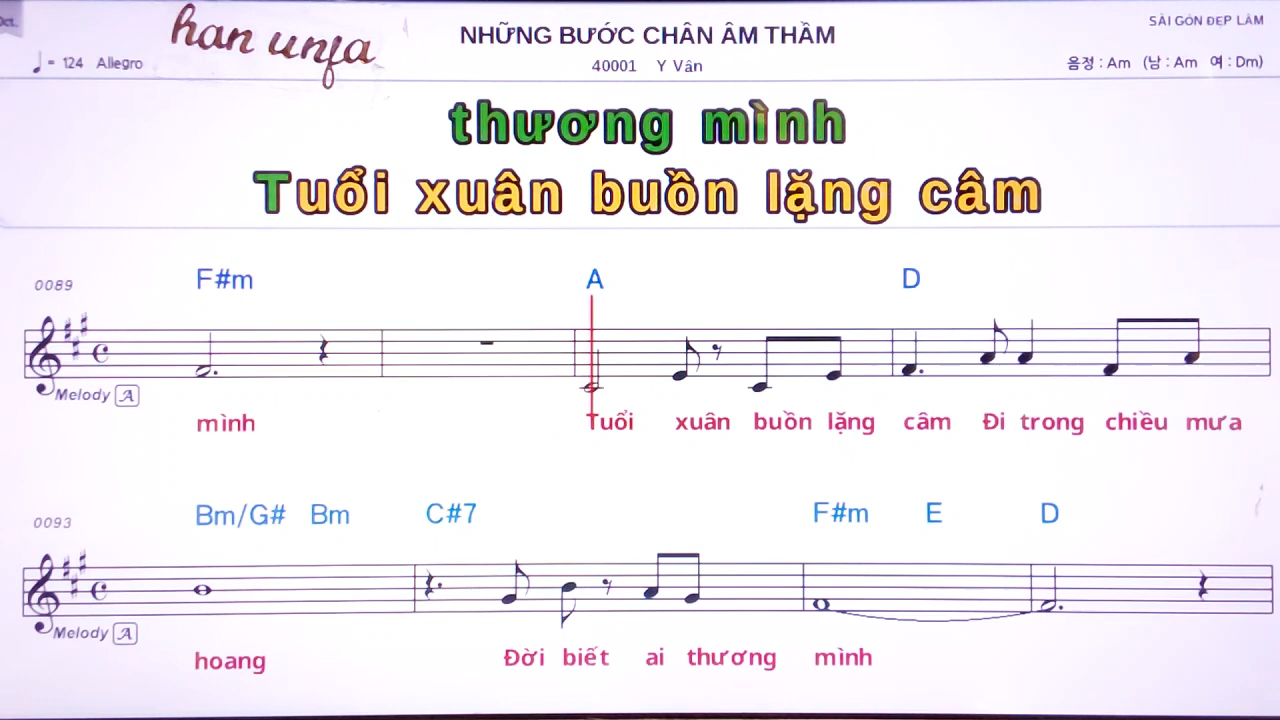 Oct.
han unfa
NHỮNG BƯỚC CHÂN ÂM THẦM
SÀI GÒN ĐẸP LẮM
♩= 124 Allegro
40001 Y Vân
음정 : Am (남 : Am 여 : Dm)
thương mình
Tuổi xuân buồn lặng câm
0089
F#m A D
Melody A
mình Tuổi xuân buồn lặng câm Đi trong chiều mưa
0093
Bm/G# Bm C#7 F#m E D
Melody A
hoang Đời biết ai thương mình